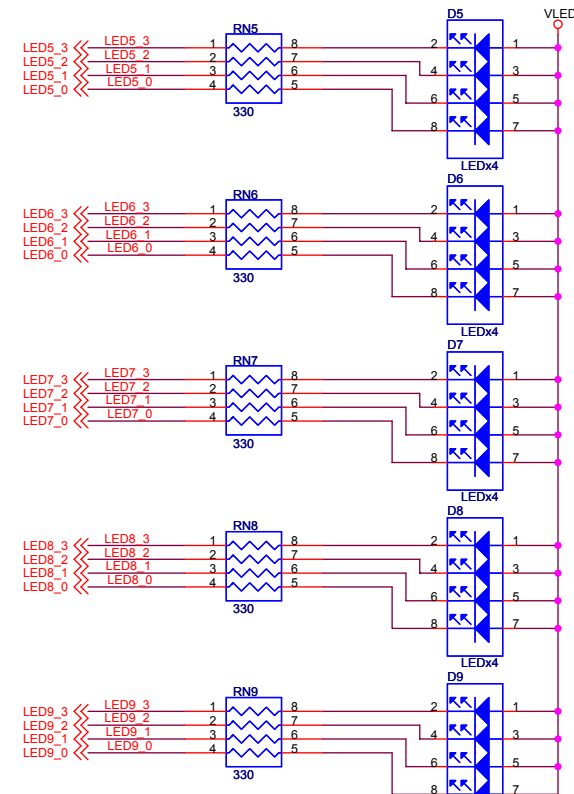 D5 VLED
RN5
LED5_3 LED5_3 1 8 2 1
LED5_2 LED5_2 2 7 4 3
LED5_1 LED5_1 3 6 6 5
LED5_0 LED5_0 4 5 8 7
330
LEDx4
D6
RN6
LED6_3 LED6_3 1 8 2 1
LED6_2 LED6_2 2 7 4 3
LED6_1 LED6_1 3 6 6 5
LED6_0 LED6_0 4 5 8 7
330
LEDx4
D7
RN7
LED7_3 LED7_3 1 8 2 1
LED7_2 LED7_2 2 7 4 3
LED7_1 LED7_1 3 6 6 5
LED7_0 LED7_0 4 5 8 7
330
LEDx4
D8
RN8
LED8_3 LED8_3 1 8 2 1
LED8_2 LED8_2 2 7 4 3
LED8_1 LED8_1 3 6 6 5
LED8_0 LED8_0 4 5 8 7
330
LEDx4
D9
RN9
LED9_3 LED9_3 1 8 2 1
LED9_2 LED9_2 2 7 4 3
LED9_1 LED9_1 3 6 6 5
LED9_0 LED9_0 4 5 8 7
330